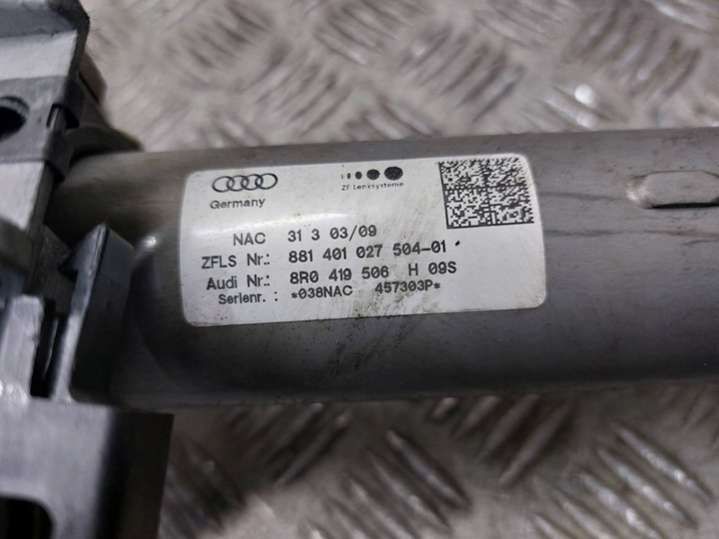 ZF Lenksysteme
Germany
NAC 31 3 03/09
ZFLS Nr.: 881 401 027 504-01
Audi Nr.: 8R0 419 506 H 09S
Serienr. : *038NAC 457303P*